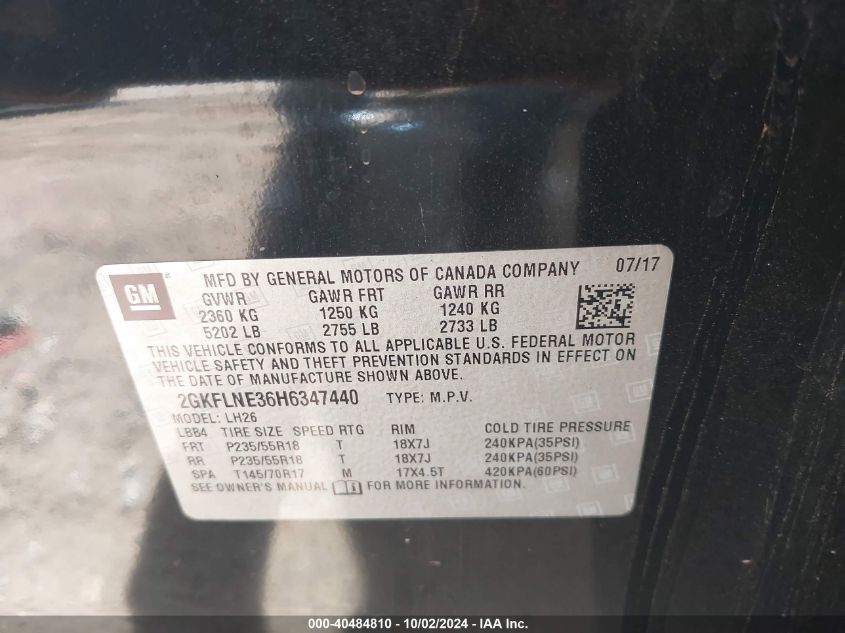 GM
MFD BY GENERAL MOTORS OF CANADA COMPANY 07/17
GVWR GAWR FRT GAWR RR
2360 KG 1250 KG 1240 KG
5202 LB 2755 LB 2733 LB
THIS VEHICLE CONFORMS TO ALL APPLICABLE U.S. FEDERAL MOTOR
VEHICLE SAFETY AND THEFT PREVENTION STANDARDS IN EFFECT ON
THE DATE OF MANUFACTURE SHOWN ABOVE.
2GKFLNE36H6347440 TYPE: M.P.V.
MODEL: LH26
LBB4 TIRE SIZE SPEED RTG RIM COLD TIRE PRESSURE
FRT P235/55R18 T 18X7J 240KPA(35PSI)
RR P235/55R18 T 18X7J 240KPA(35PSI)
SPA T145/70R17 M 17X4.5T 420KPA(60PSI)
SEE OWNER'S MANUAL FOR MORE INFORMATION.
000-40484810 - 10/02/2024 - IAA Inc.